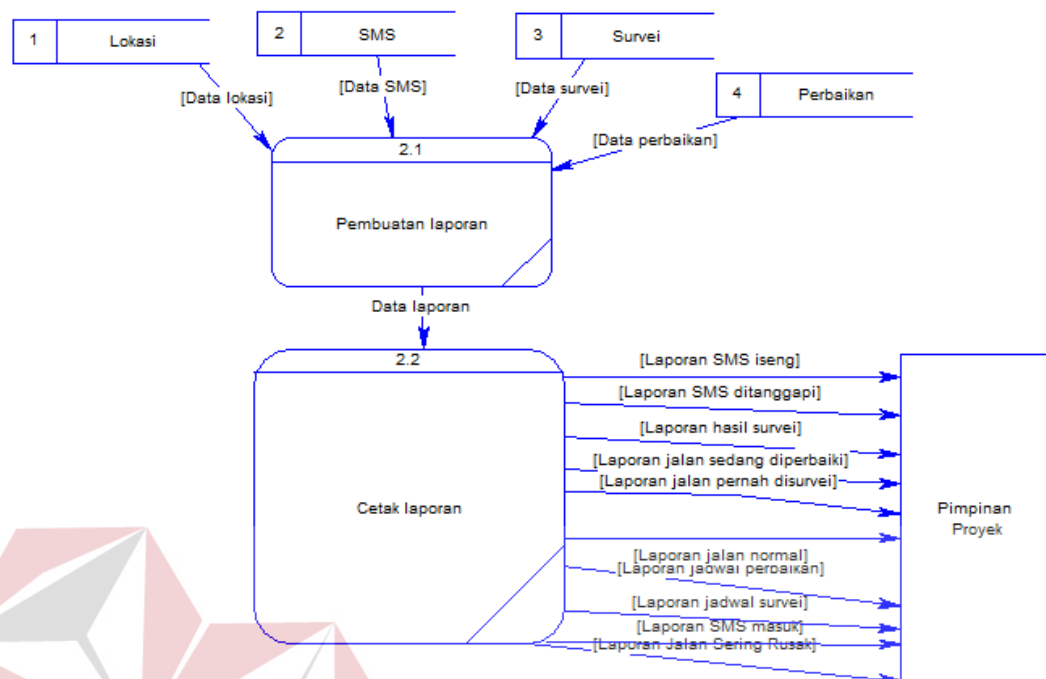 1 Lokasi
2 SMS
3 Survei
4 Perbaikan
[Data lokasi]
[Data SMS]
[Data survei]
[Data perbaikan]
2.1
Pembuatan laporan
Data laporan
2.2
Cetak laporan
[Laporan SMS iseng]
[Laporan SMS ditanggapi]
[Laporan hasil survei]
[Laporan jalan sedang diperbaiki]
[Laporan jalan pernah disurvei]
[Laporan jalan normal]
[Laporan jadwal perbaikan]
[Laporan jadwal survei]
[Laporan SMS masuk]
[Laporan Jalan Sering Rusak]
Pimpinan
Proyek